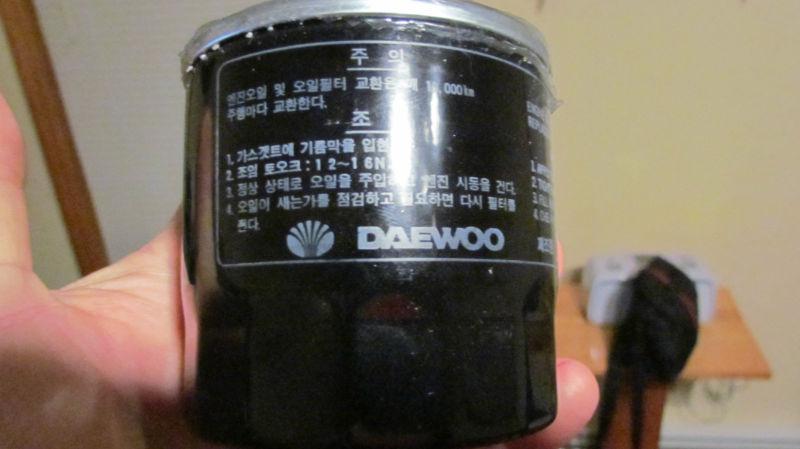 주 의
엔진오일 및 오일필터 교환은 매 10,000km
주행마다 교환한다.
조
1. 가스켓트에 기름막을 입힌
2. 조임 토오크 : 12~16N
3. 정상 상태로 오일을 주입하고 엔진 시동을 건다.
4. 오일이 새는가를 점검하고 필요하면 다시 필터를
죈다.
DAEWOO